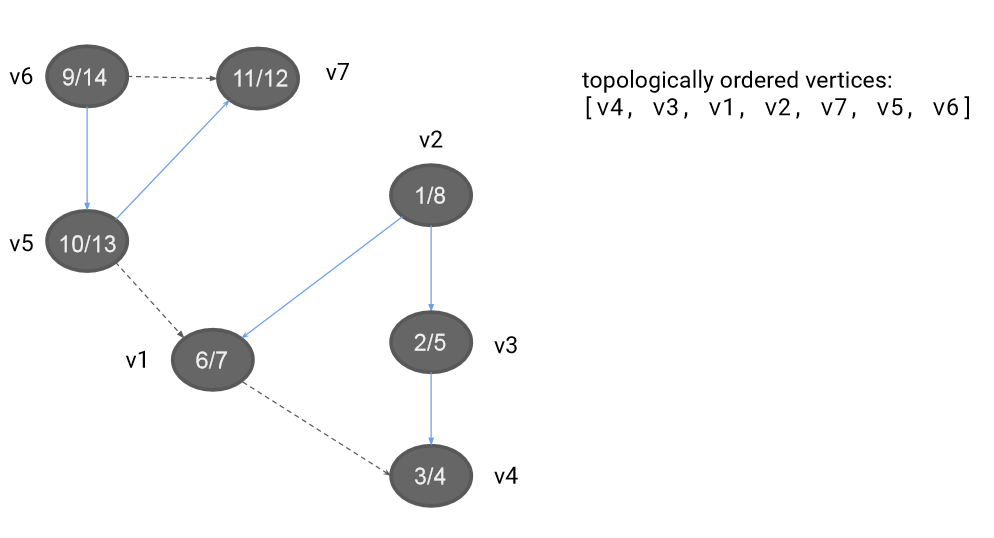 v6
9/14
11/12
v7
topologically ordered vertices:
[v4, v3, v1, v2, v7, v5, v6]
v2
1/8
v5
10/13
v1
6/7
2/5
v3
3/4
v4